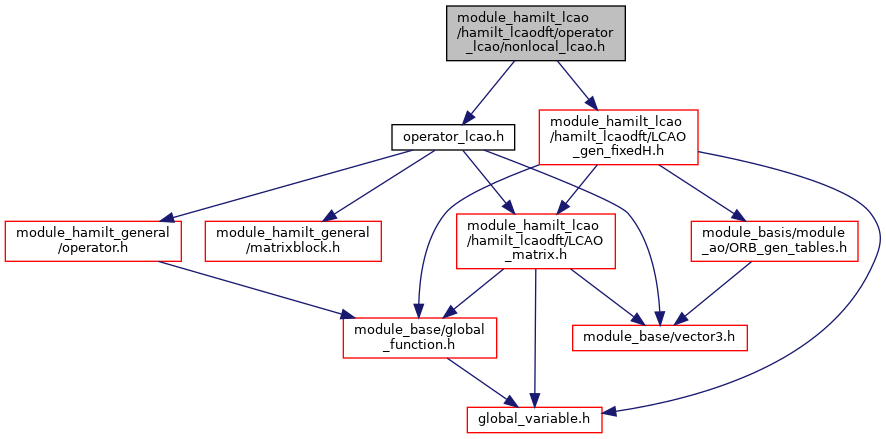 module_hamilt_lcao
/hamilt_lcaodft/operator
_lcao/nonlocal_lcao.h
operator_lcao.h
module_hamilt_lcao
/hamilt_lcaodft/LCAO
_gen_fixedH.h
module_hamilt_general
/operator.h
module_hamilt_general
/matrixblock.h
module_hamilt_lcao
/hamilt_lcaodft/LCAO
_matrix.h
module_basis/module
_ao/ORB_gen_tables.h
module_base/global
_function.h
module_base/vector3.h
global_variable.h